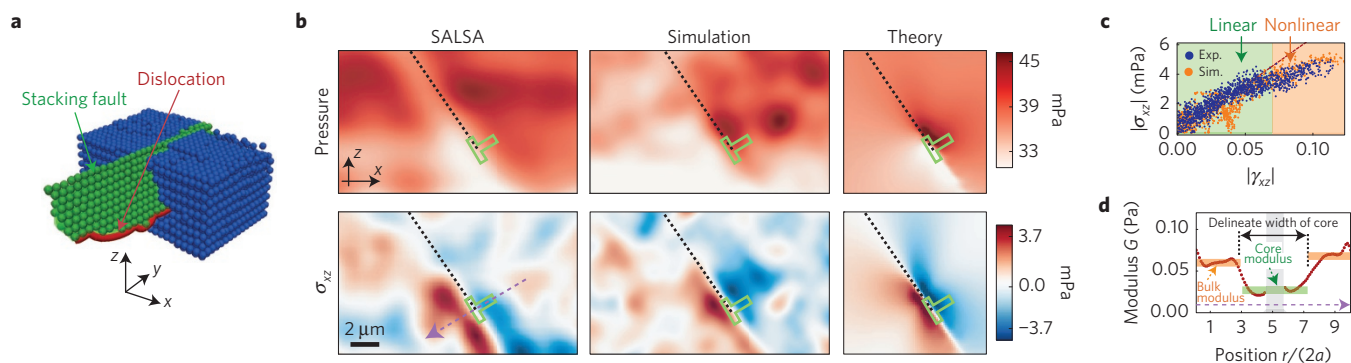 a
Dislocation
Stacking fault
z
y
x
b
SALSA
Simulation
Theory
Pressure
z
x
45
39
33
mPa
σxz
2 μm
3.7
0.0
−3.7
mPa
c
Linear
Nonlinear
Exp.
Sim.
|σxz| (mPa)
6
4
2
0
0.00
0.05
0.10
|γxz|
d
Delineate width of core
Core
modulus
Bulk
modulus
Modulus G (Pa)
0.10
0.05
0.00
1
3
5
7
9
Position r/(2a)